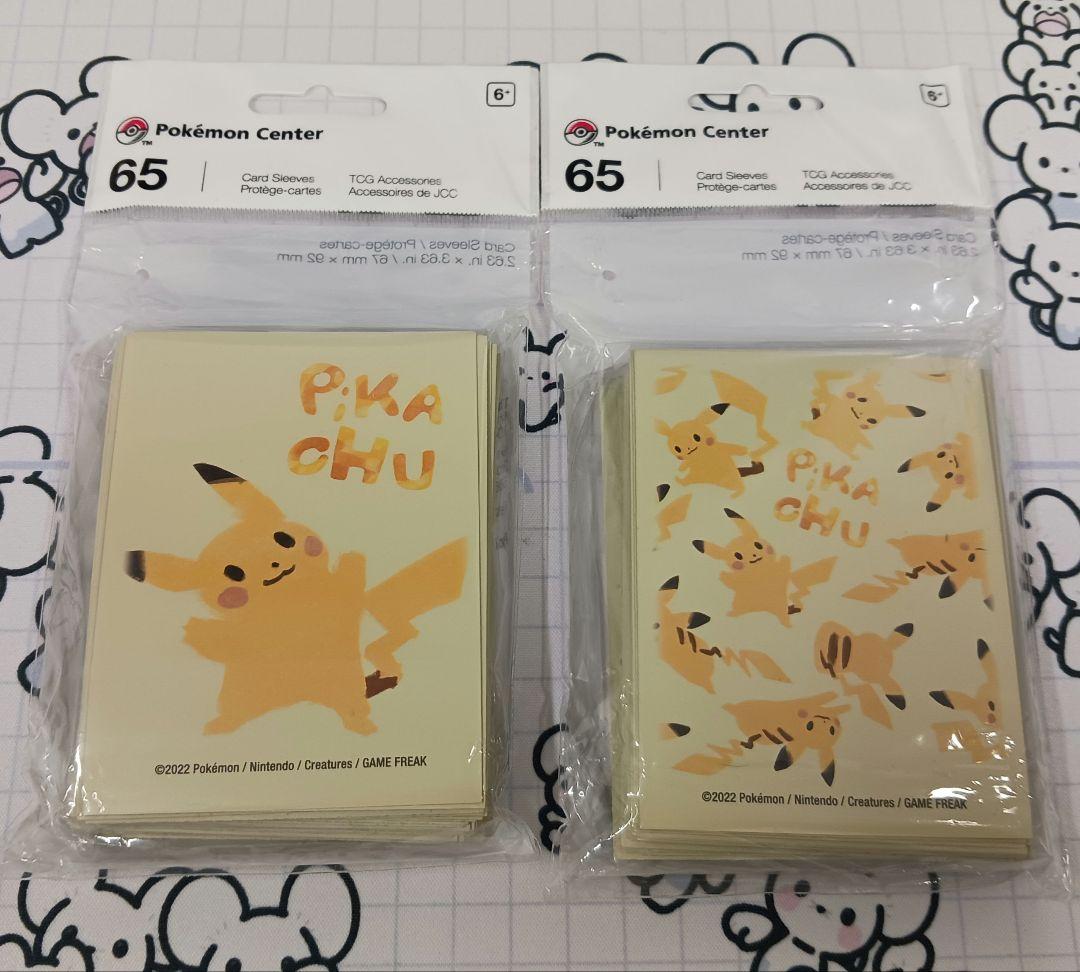 6+
Pokémon Center
TM
65
Card Sleeves
Protège-cartes
TCG Accessories
Accessoires de JCC
Card Sleeves / Protège-cartes
2.63 in. × 3.63 in. / 67 mm × 92 mm
PiKA
CHU
©2022 Pokémon / Nintendo / Creatures / GAME FREAK
6+
Pokémon Center
TM
65
Card Sleeves
Protège-cartes
TCG Accessories
Accessoires de JCC
Card Sleeves / Protège-cartes
2.63 in. × 3.63 in. / 67 mm × 92 mm
PiKA
CHU
©2022 Pokémon / Nintendo / Creatures / GAME FREAK